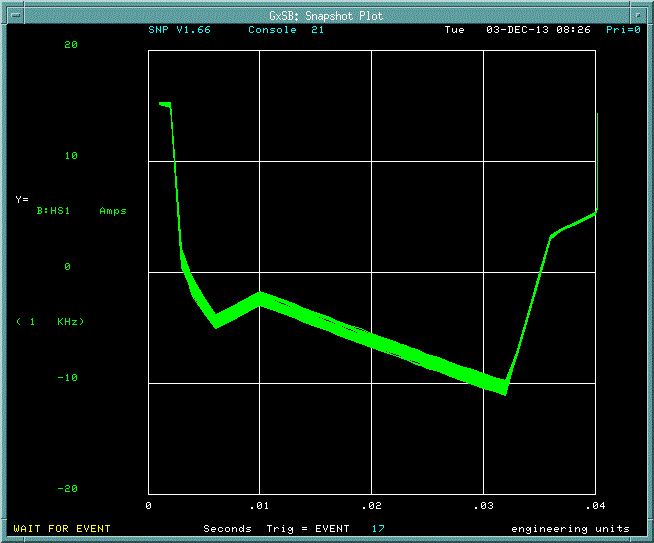 GxSB: Snapshot Plot
SNP V1.66 Console 21 Tue 03-DEC-13 08:26 Pri=0
20
10
Y=
B:HS1 Amps
0
( 1 KHz)
-10
-20
0 .01 .02 .03 .04
WAIT FOR EVENT Seconds Trig = EVENT 17 engineering units